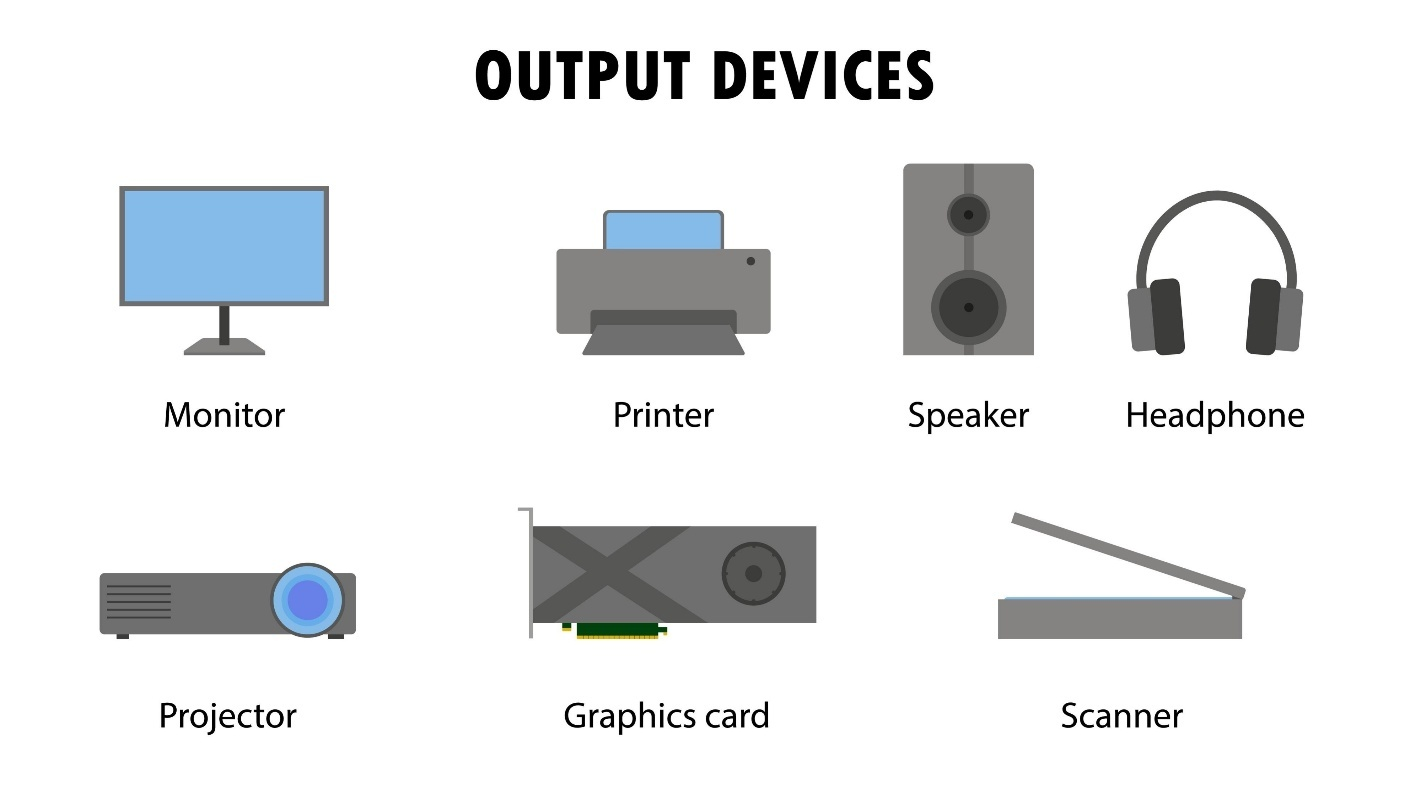 OUTPUT DEVICES
Monitor
Printer
Speaker
Headphone
Projector
Graphics card
Scanner